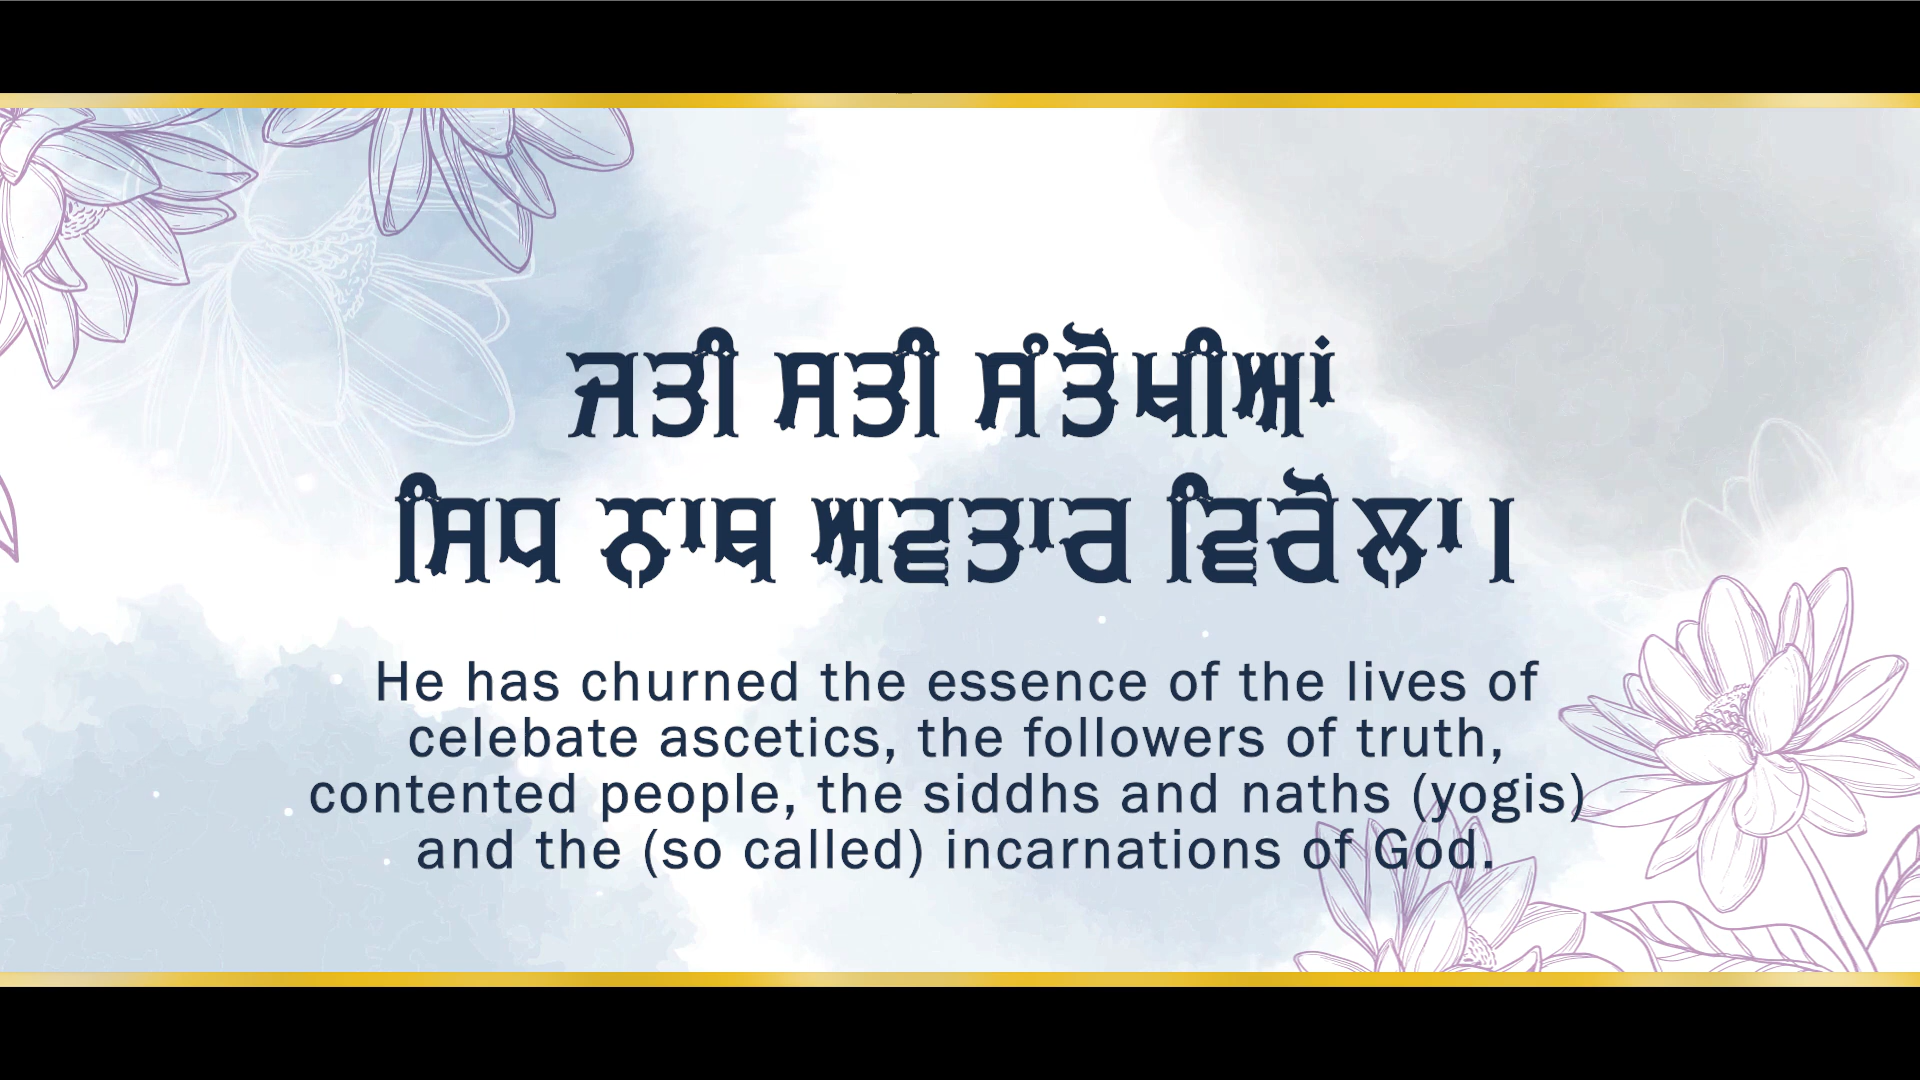 ਜਤੀ ਸਤੀ ਸੰਤੋਖੀਆਂ
ਸਿਧ ਨਾਥ ਅਵਤਾਰ ਵਿਰੋਲਾ।
He has churned the essence of the lives of
celebate ascetics, the followers of truth,
contented people, the siddhs and naths (yogis)
and the (so called) incarnations of God.